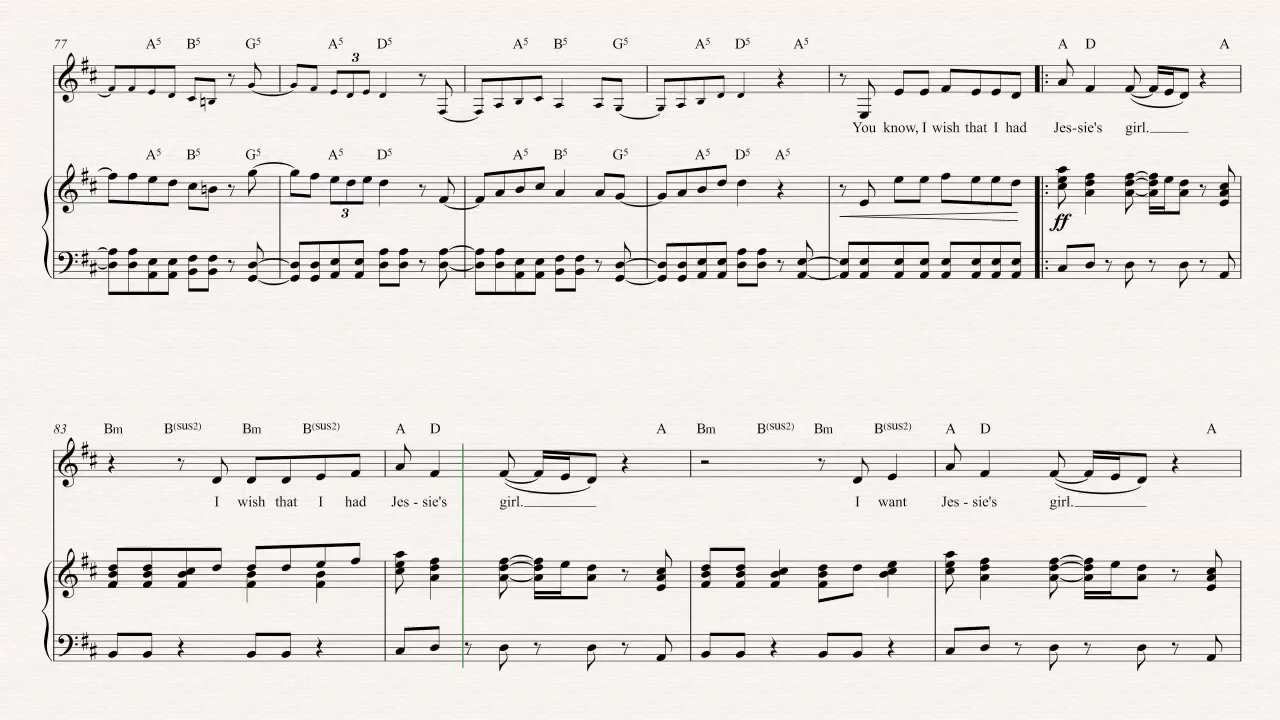 77 A5 B5 G5 A5 3 D5 A5 B5 G5 A5 D5 A5 A D A
You know, I wish that I had Jes-sie's girl.
A5 B5 G5 A5 D5 A5 B5 G5 A5 D5 A5
3
ff
83 Bm B(sus2) Bm B(sus2) A D A Bm B(sus2) Bm B(sus2) A D A
I wish that I had Jes - sie's girl. I want Jes - sie's girl.